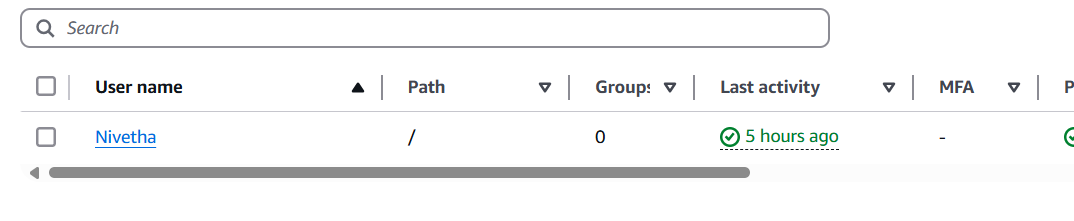 Search
User name Path Groups Last activity MFA P
Nivetha / 0 5 hours ago -